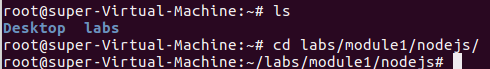 root@super-Virtual-Machine:~# ls
Desktop  labs
root@super-Virtual-Machine:~# cd labs/module1/nodejs/
root@super-Virtual-Machine:~/labs/module1/nodejs#